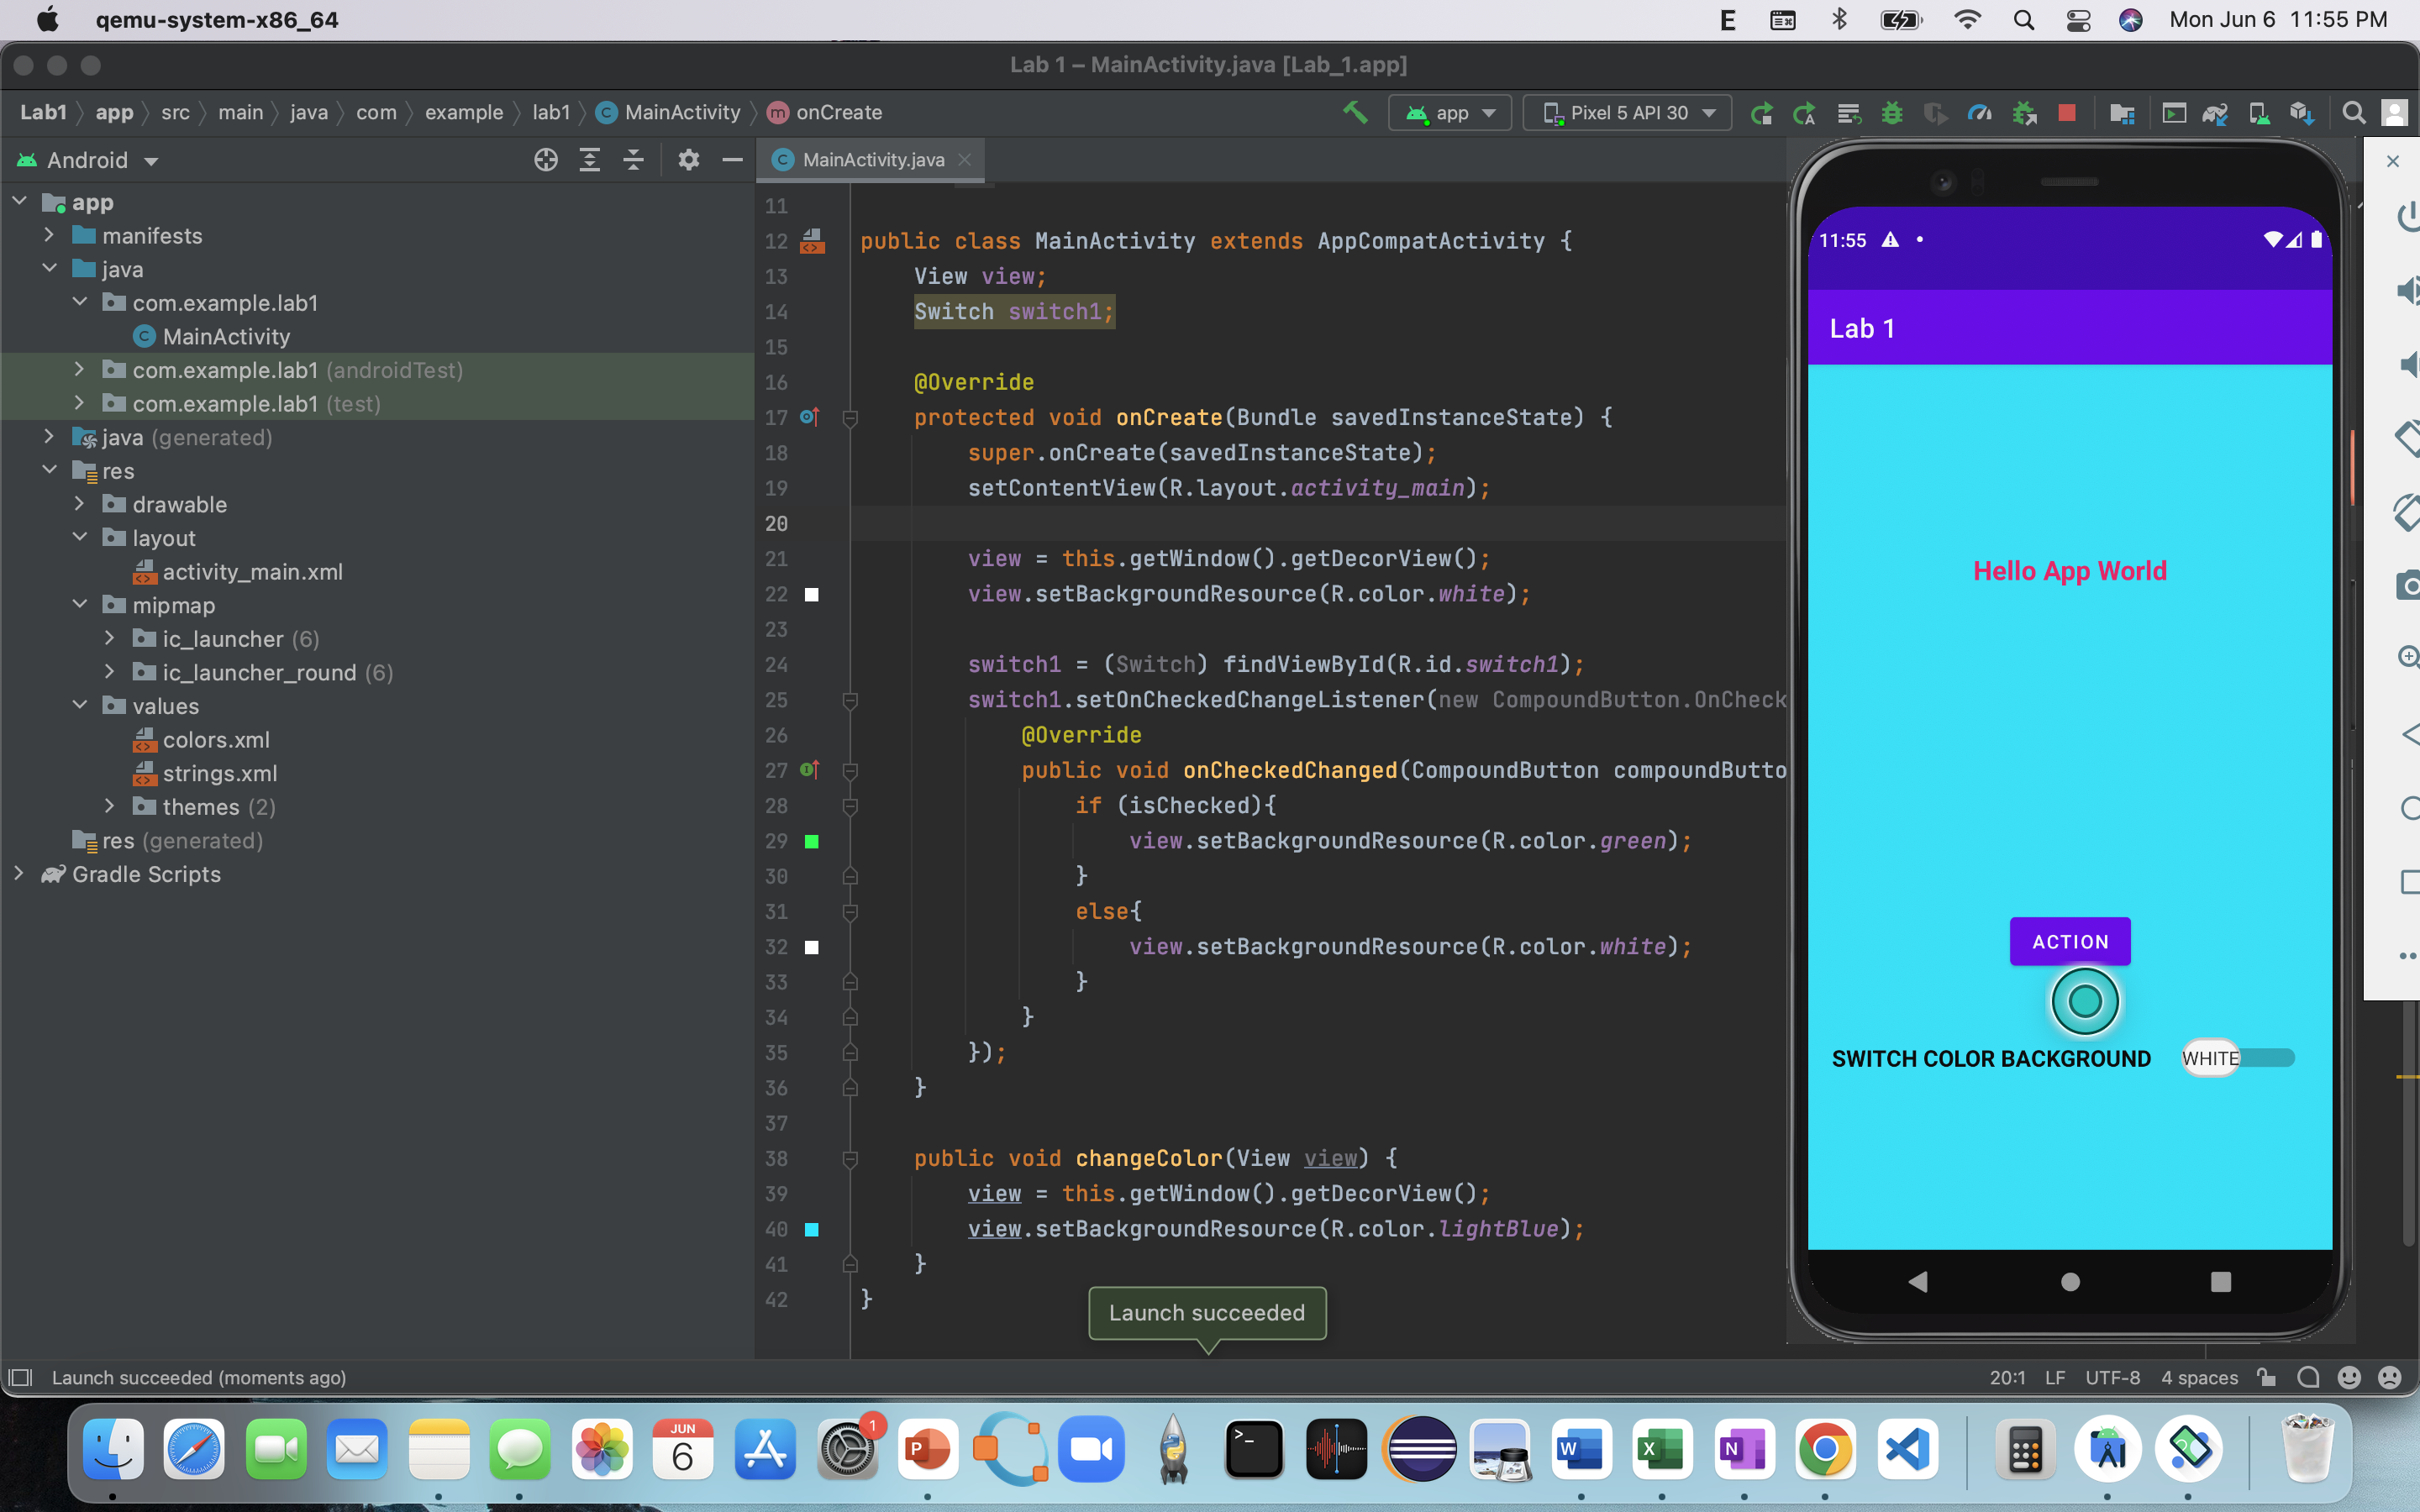 qemu-system-x86_64
E
Mon Jun 6 11:55 PM
Lab 1 – MainActivity.java [Lab_1.app]
Lab1 app src main java com example lab1 C MainActivity m onCreate
app
Pixel 5 API 30
Android
C MainActivity.java
app
manifests
java
com.example.lab1
C MainActivity
com.example.lab1 (androidTest)
com.example.lab1 (test)
java (generated)
res
drawable
layout
activity_main.xml
mipmap
ic_launcher (6)
ic_launcher_round (6)
values
colors.xml
strings.xml
themes (2)
res (generated)
Gradle Scripts
11
12 public class MainActivity extends AppCompatActivity {
13 View view;
14 Switch switch1;
15
16 @Override
17 protected void onCreate(Bundle savedInstanceState) {
18 super.onCreate(savedInstanceState);
19 setContentView(R.layout.activity_main);
20
21 view = this.getWindow().getDecorView();
22 view.setBackgroundResource(R.color.white);
23
24 switch1 = (Switch) findViewById(R.id.switch1);
25 switch1.setOnCheckedChangeListener(new CompoundButton.OnCheck
26 @Override
27 public void onCheckedChanged(CompoundButton compoundButto
28 if (isChecked){
29 view.setBackgroundResource(R.color.green);
30 }
31 else{
32 view.setBackgroundResource(R.color.white);
33 }
34 }
35 });
36 }
37
38 public void changeColor(View view) {
39 view = this.getWindow().getDecorView();
40 view.setBackgroundResource(R.color.lightBlue);
41 }
42 }
Launch succeeded
11:55
Lab 1
Hello App World
ACTION
SWITCH COLOR BACKGROUND WHITE
Launch succeeded (moments ago)
20:1 LF UTF-8 4 spaces
JUN
6
1
P
W
X
N